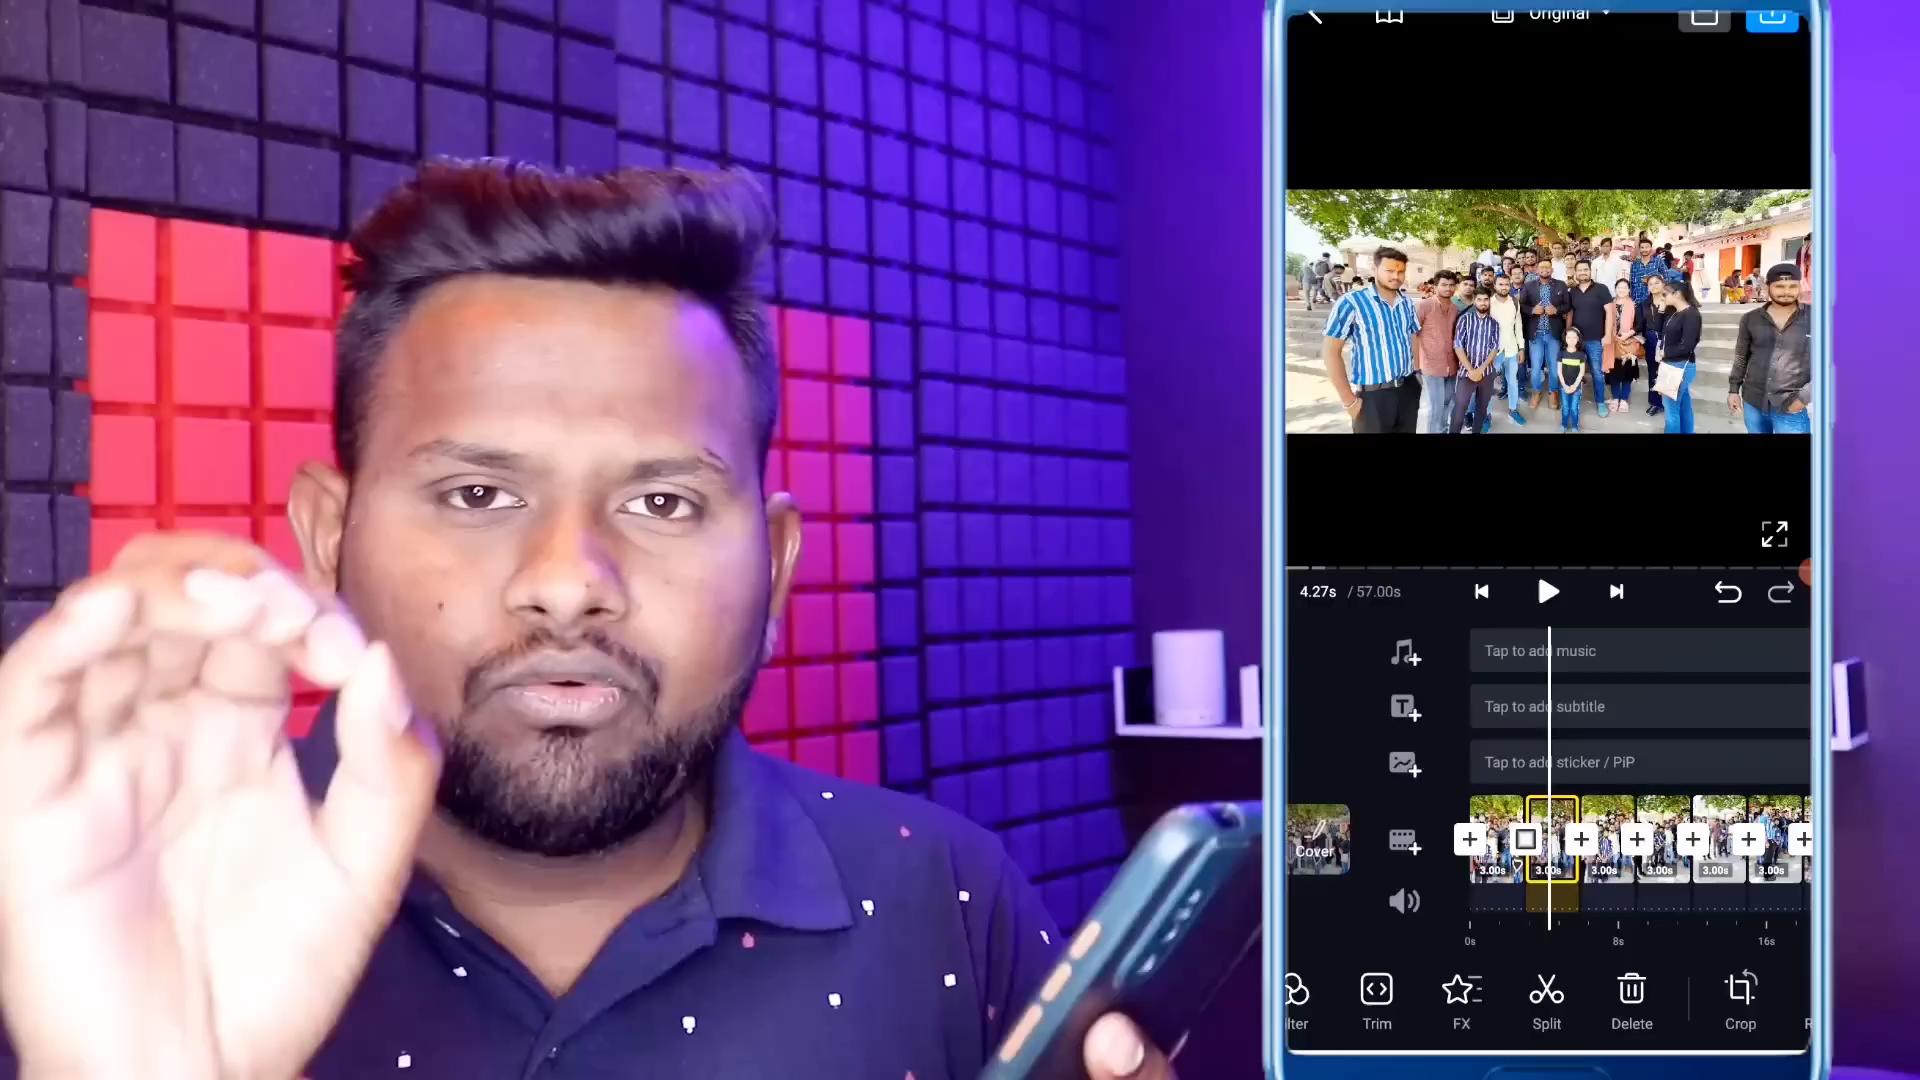 Original
4.27s / 57.00s
Tap to add music
Tap to add subtitle
Tap to add sticker / PiP
Cover
3.00s 3.00s 3.00s 3.00s 3.00s 3.00s
0s 8s 16s
lter Trim FX Split Delete Crop R